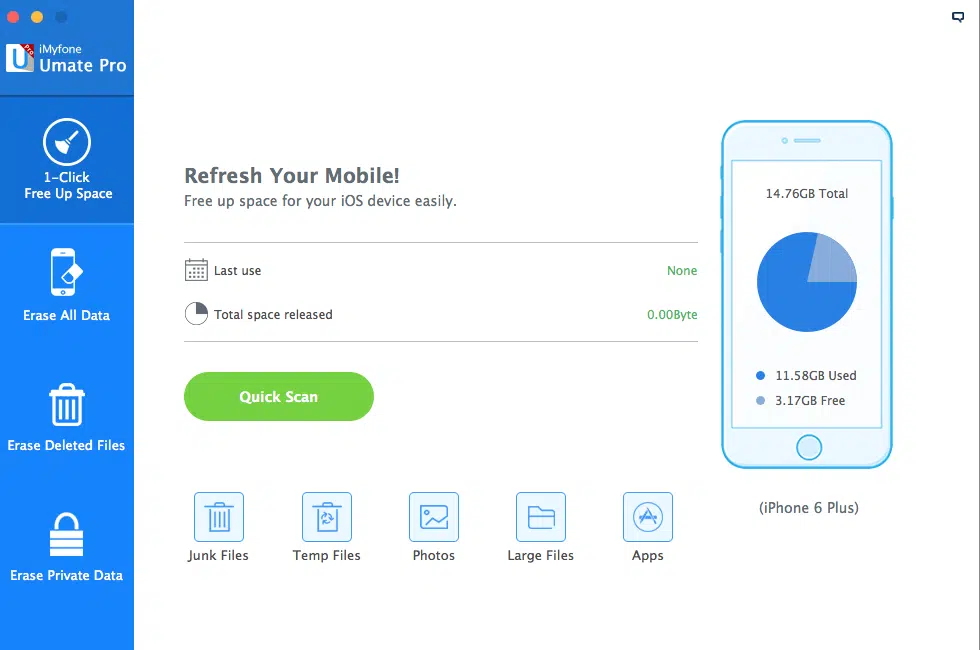 iMyfone
Umate Pro
1-Click
Free Up Space
Erase All Data
Erase Deleted Files
Erase Private Data
Refresh Your Mobile!
Free up space for your iOS device easily.
Last use
None
Total space released
0.00Byte
Quick Scan
Junk Files
Temp Files
Photos
Large Files
Apps
14.76GB Total
11.58GB Used
3.17GB Free
(iPhone 6 Plus)